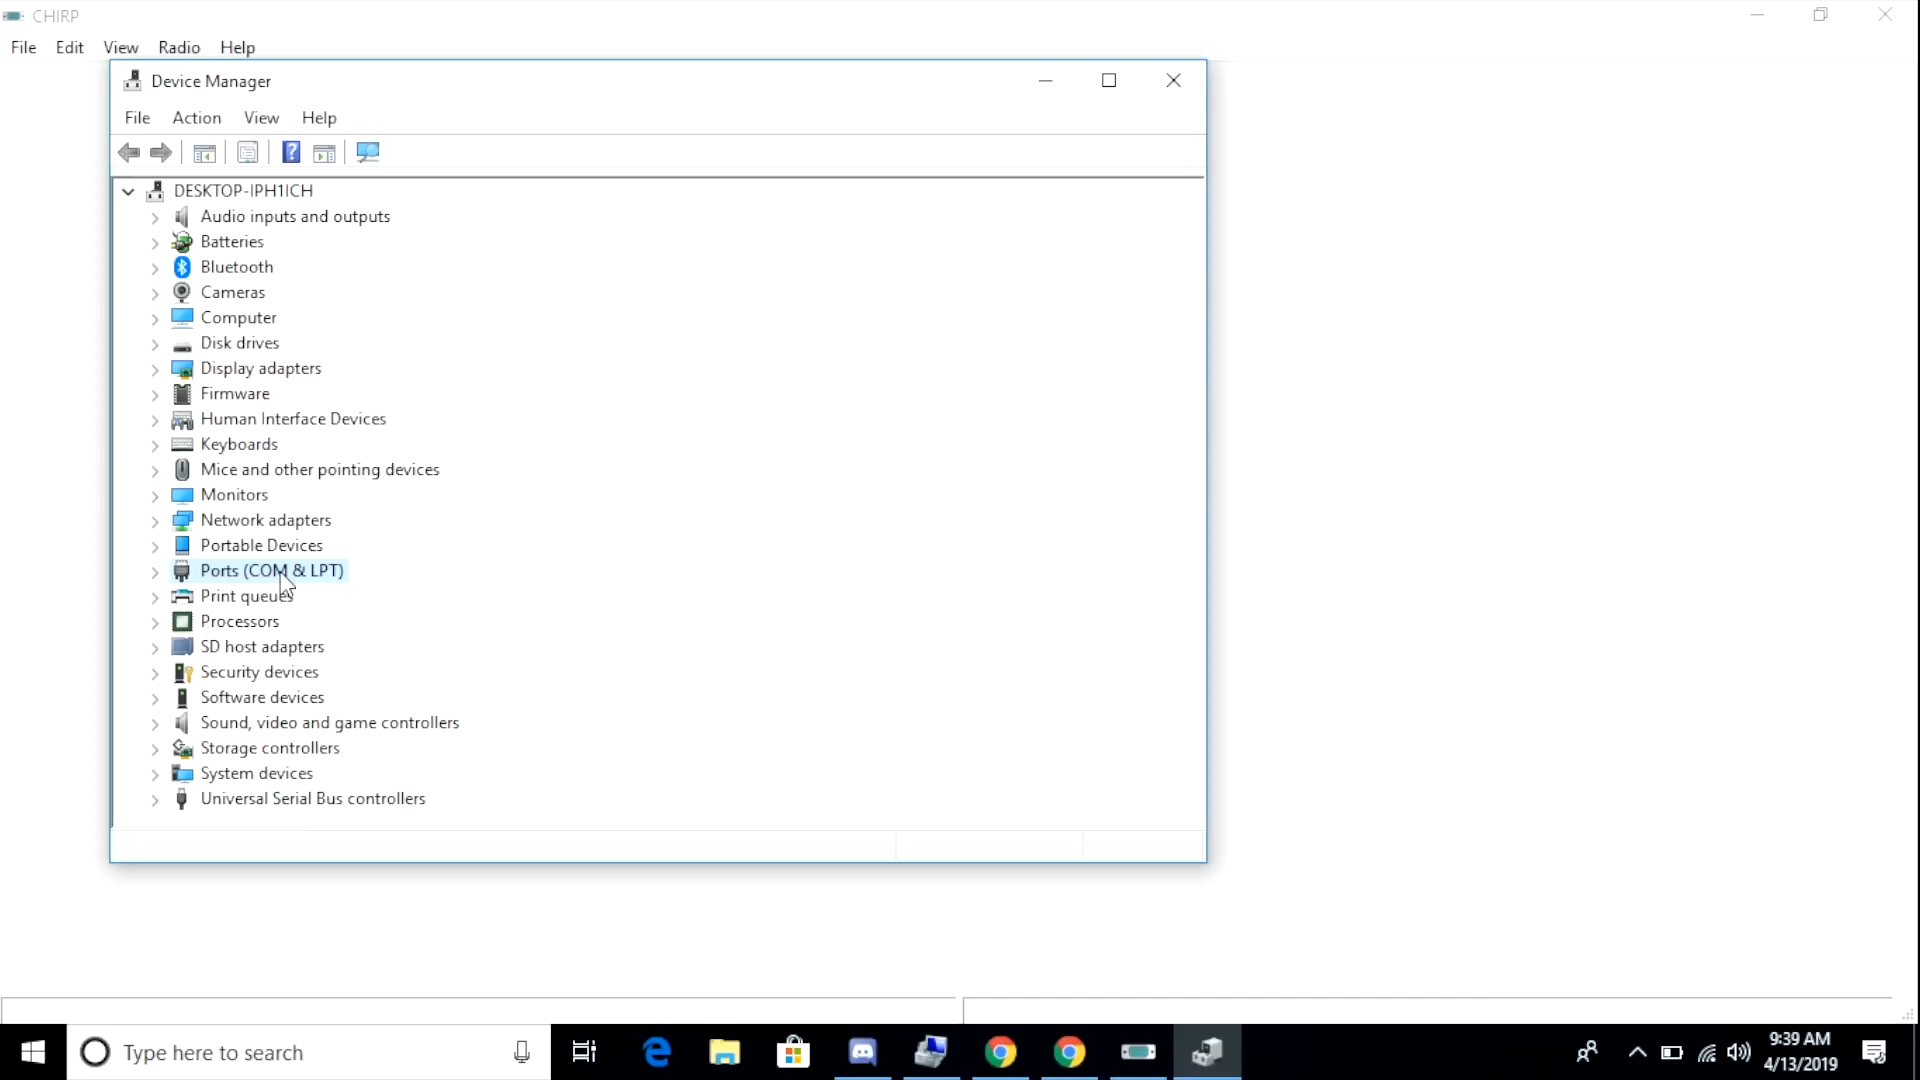 CHIRP
File Edit View Radio Help
Device Manager
File Action View Help
?
DESKTOP-IPH1ICH
Audio inputs and outputs
Batteries
Bluetooth
Cameras
Computer
Disk drives
Display adapters
Firmware
Human Interface Devices
Keyboards
Mice and other pointing devices
Monitors
Network adapters
Portable Devices
Ports (COM & LPT)
Print queues
Processors
SD host adapters
Security devices
Software devices
Sound, video and game controllers
Storage controllers
System devices
Universal Serial Bus controllers
Type here to search
9:39 AM
4/13/2019